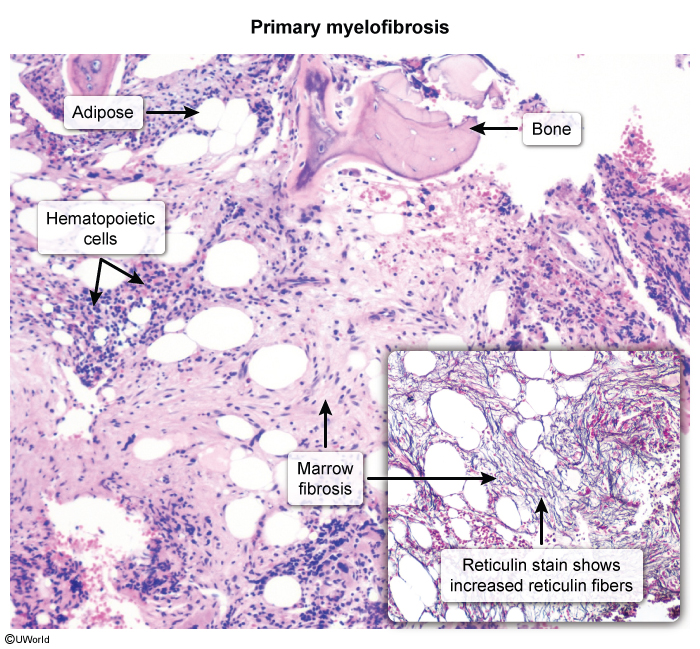 Primary myelofibrosis
Adipose
Bone
Hematopoietic
cells
Marrow
fibrosis
Reticulin stain shows
increased reticulin fibers
©UWorld